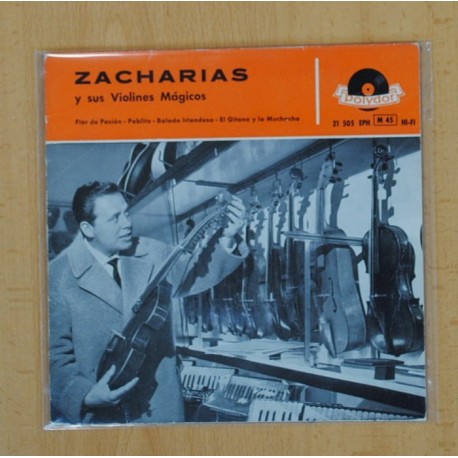 ZACHARIAS
y sus Violines Mágicos
Flor de Pasión - Pablito - Balada Irlandesa - El Gitano y la Muchacha
Polydor
21 505 EPH M 45 HI-FI